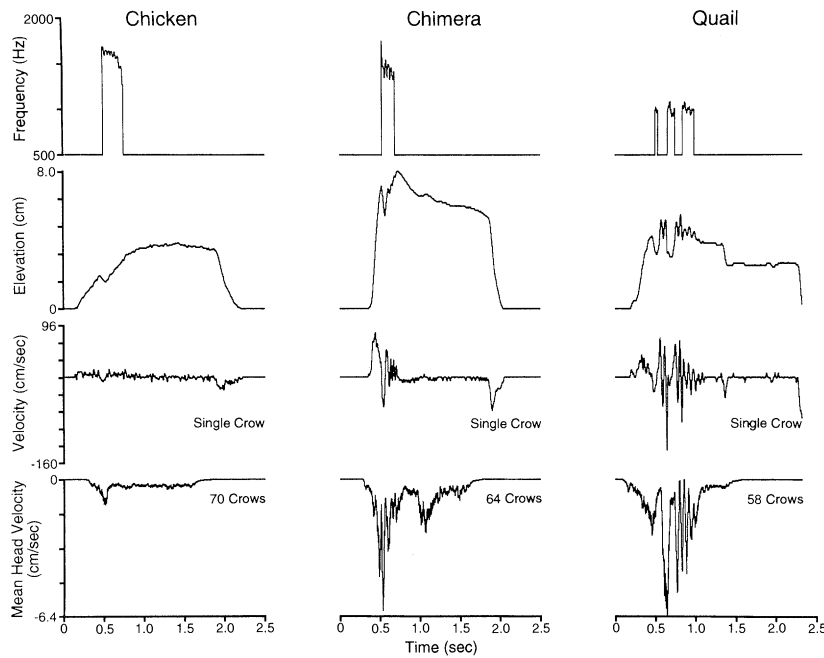 Chicken Chimera Quail
2000
Frequency (Hz)
500
8.0
Elevation (cm)
0
96
Velocity (cm/sec)
-160
Single Crow Single Crow Single Crow
0
Mean Head Velocity
(cm/sec)
-6.4
70 Crows 64 Crows 58 Crows
0 0.5 1.0 1.5 2.0 2.5 0 0.5 1.0 1.5 2.0 2.5 0 0.5 1.0 1.5 2.0 2.5
Time (sec)